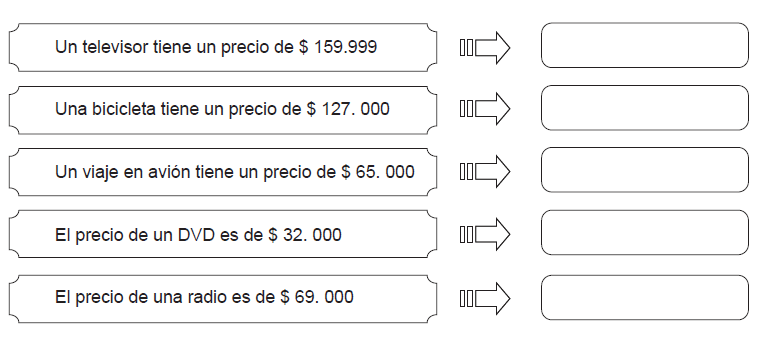 Un televisor tiene un precio de $ 159.999
Una bicicleta tiene un precio de $ 127. 000
Un viaje en avión tiene un precio de $ 65. 000
El precio de un DVD es de $ 32. 000
El precio de una radio es de $ 69. 000